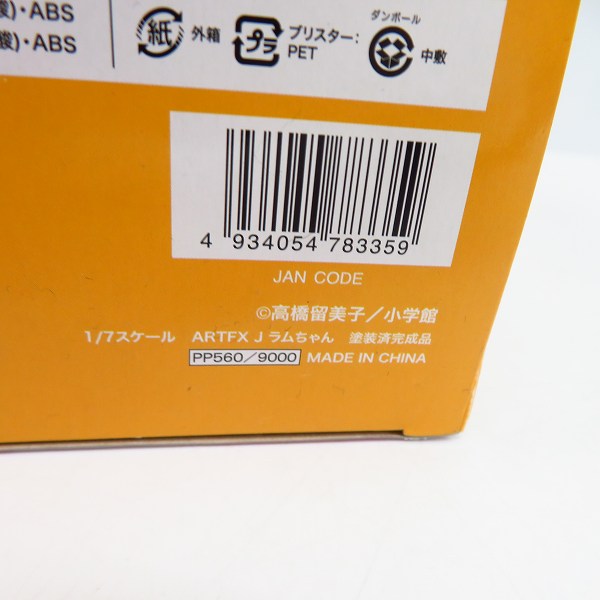 酸)・ABS
酸)・ABS
紙 外箱
プラ ブリスター:
PET
ダンボール
中敷
4 934054 783359
JAN CODE
©高橋留美子/小学館
1/7スケール ARTFX J ラムちゃん 塗装済完成品
PP560/9000 MADE IN CHINA